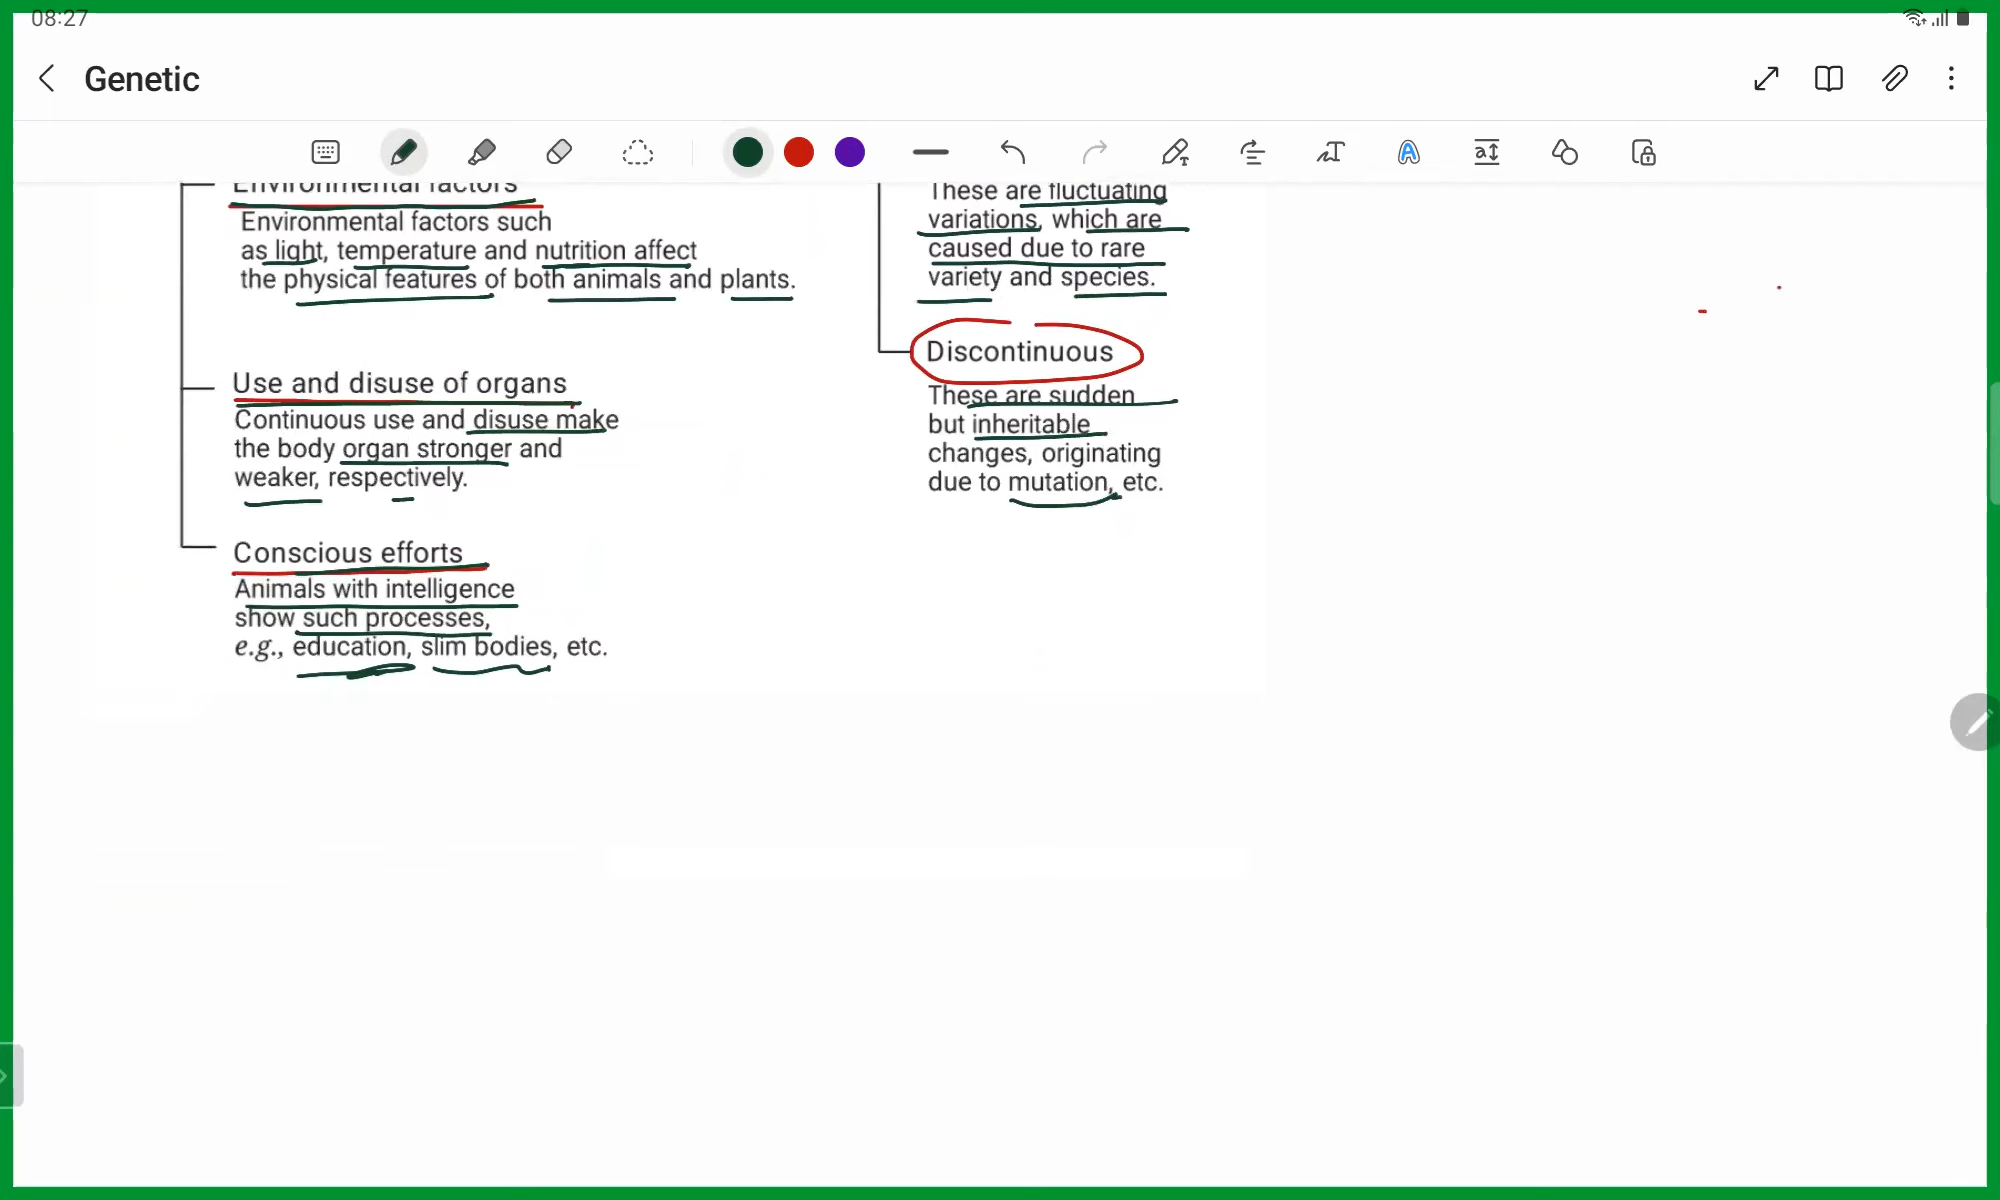 08:27
Genetic
Environmental factors
Environmental factors such
as light, temperature and nutrition affect
the physical features of both animals and plants.
Use and disuse of organs
Continuous use and disuse make
the body organ stronger and
weaker, respectively.
Conscious efforts
Animals with intelligence
show such processes,
e.g., education, slim bodies, etc.
These are fluctuating
variations, which are
caused due to rare
variety and species.
Discontinuous
These are sudden
but inheritable
changes, originating
due to mutation, etc.